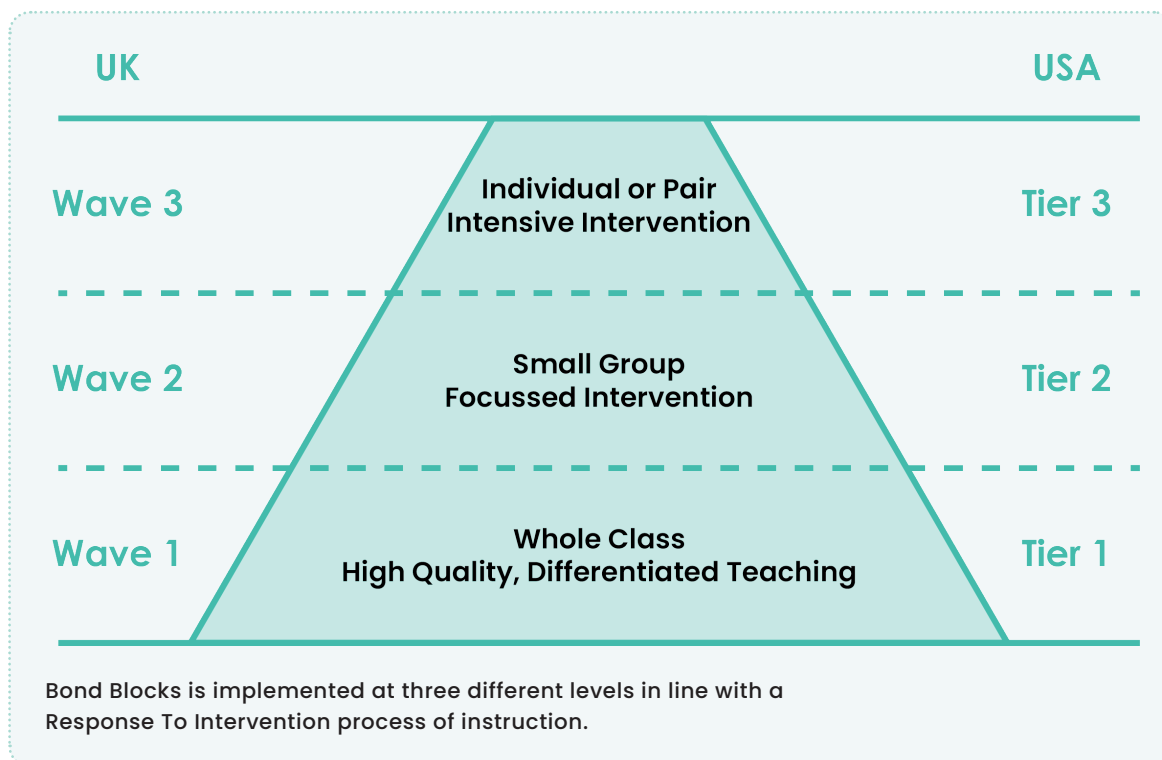 UK
USA
Wave 3
Individual or Pair
Intensive Intervention
Tier 3
Wave 2
Small Group
Focussed Intervention
Tier 2
Wave 1
Whole Class
High Quality, Differentiated Teaching
Tier 1
Bond Blocks is implemented at three different levels in line with a
Response To Intervention process of instruction.